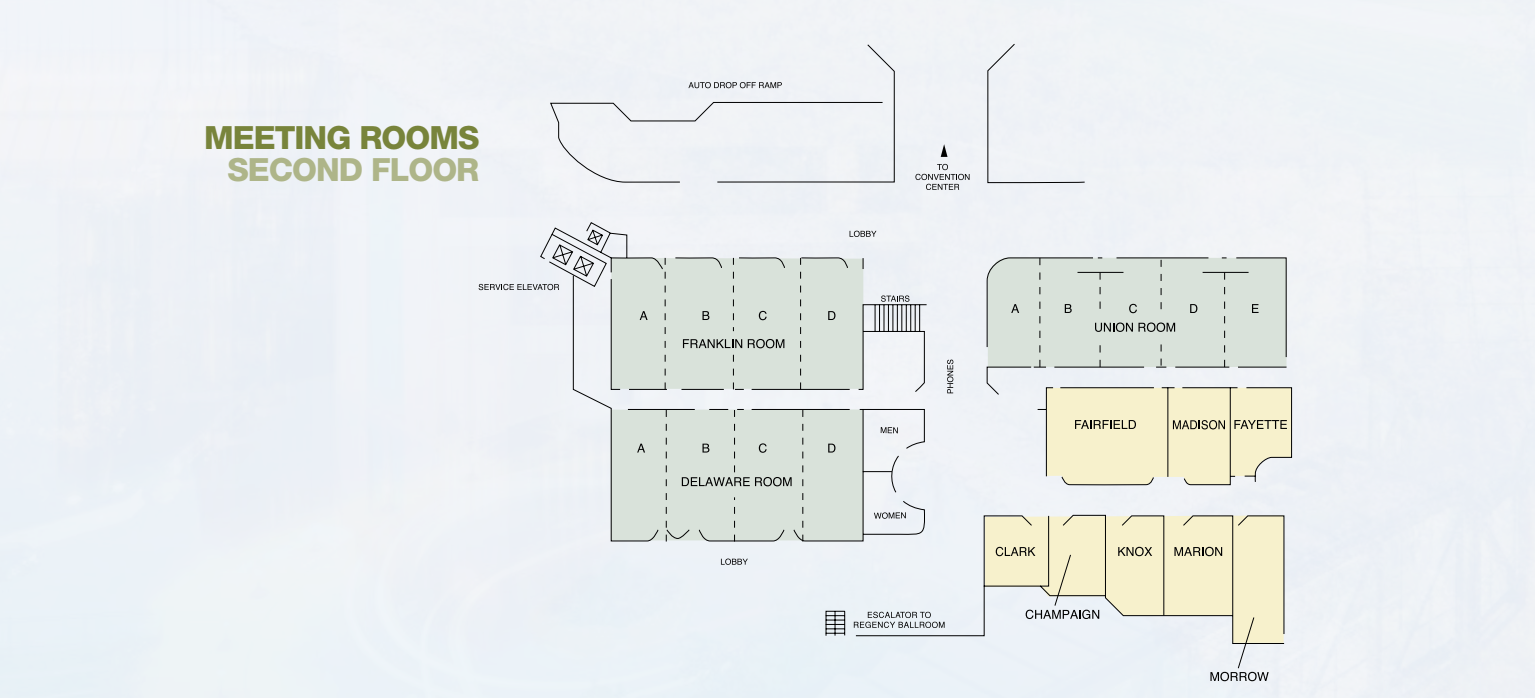 MEETING ROOMS
SECOND FLOOR
AUTO DROP OFF RAMP
TO
CONVENTION
CENTER
LOBBY
SERVICE ELEVATOR
A B C D
FRANKLIN ROOM
STAIRS
A B C D E
UNION ROOM
PHONES
A B C D
DELAWARE ROOM
MEN
WOMEN
FAIRFIELD MADISON FAYETTE
LOBBY
CLARK KNOX MARION
CHAMPAIGN
ESCALATOR TO
REGENCY BALLROOM
MORROW